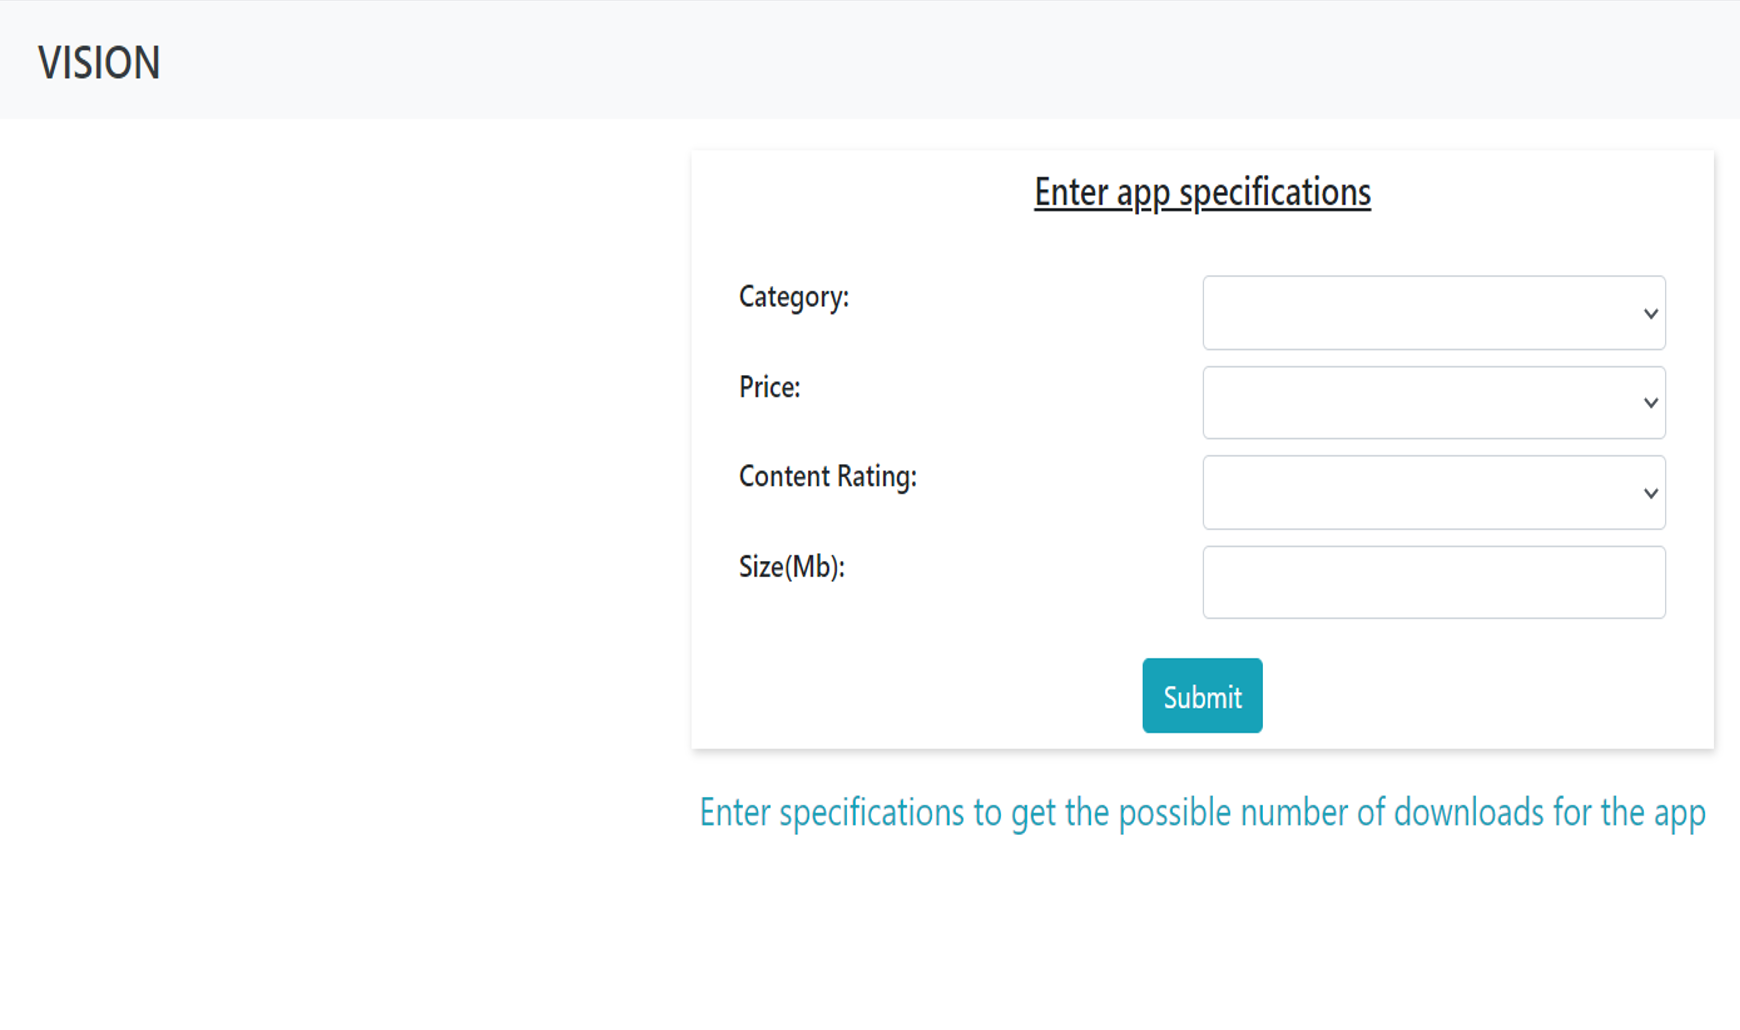 VISION
Enter app specifications
Category:
Price:
Content Rating:
Size(Mb):
Submit
Enter specifications to get the possible number of downloads for the app